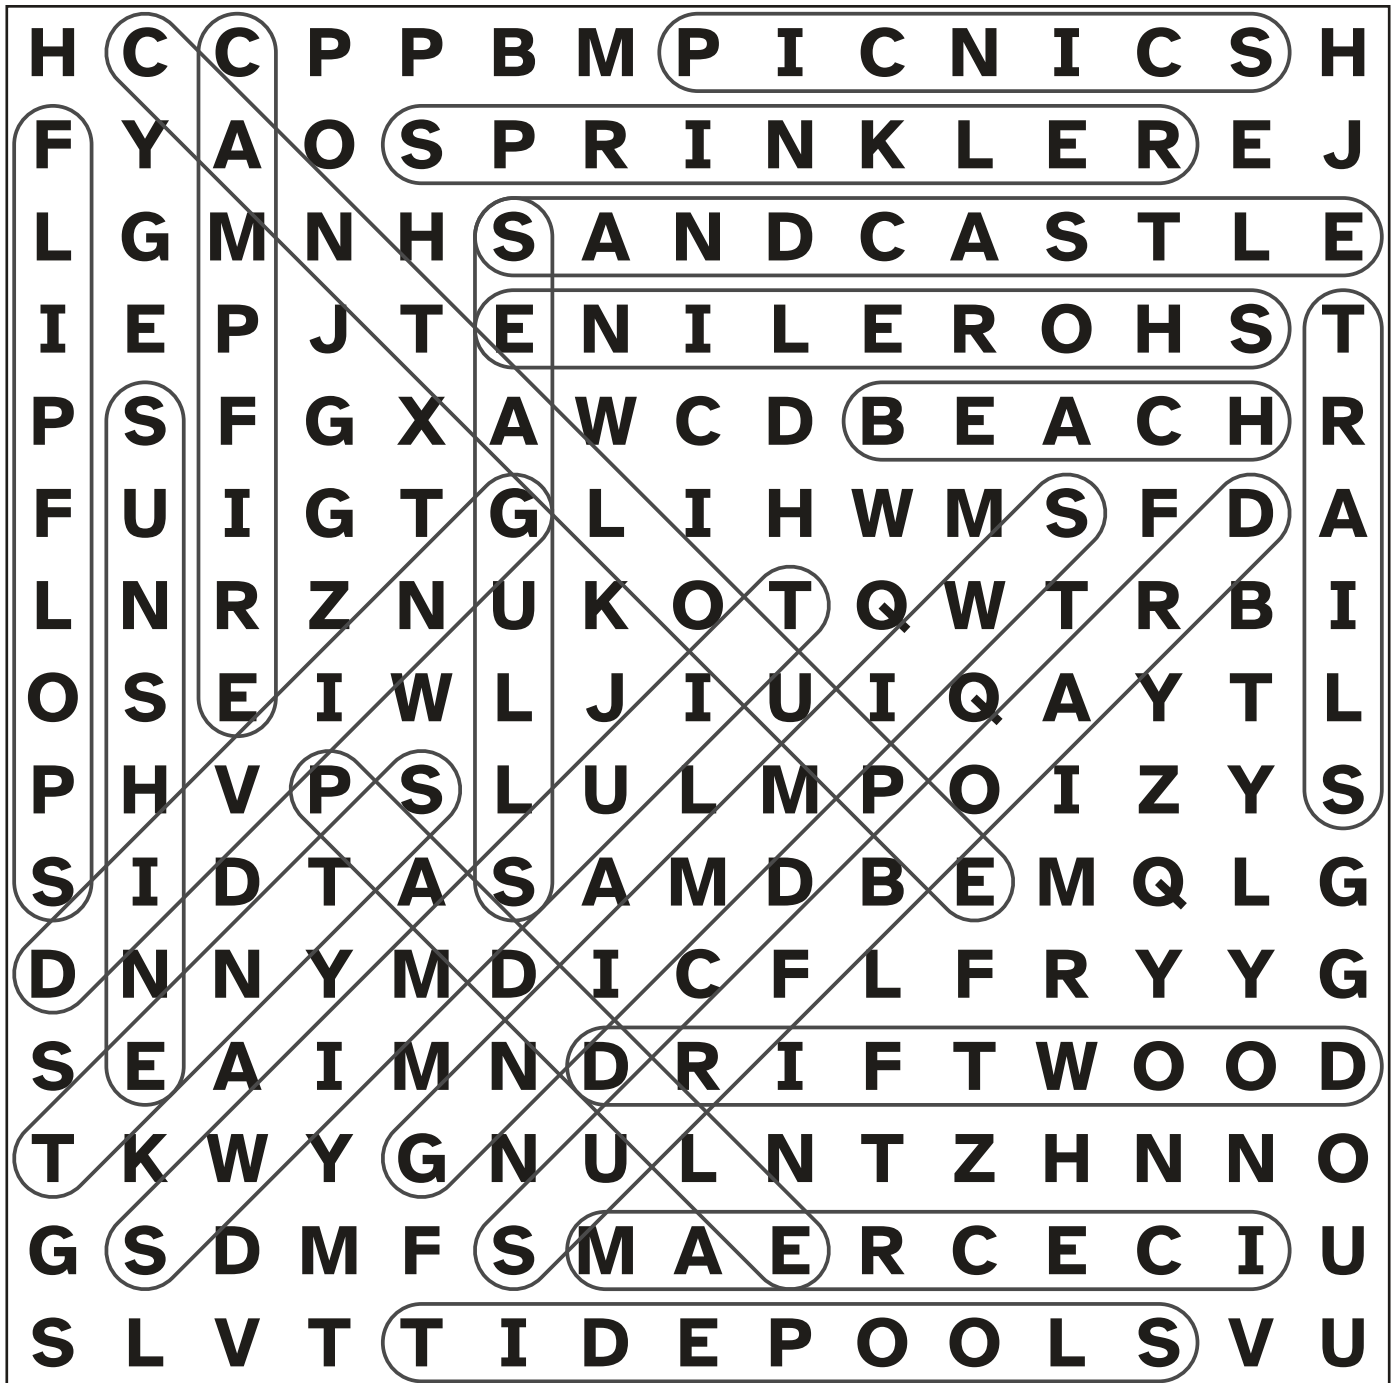 H C C P P B M P I C N I C S H
F Y A O S P R I N K L E R E J
L G M N H S A N D C A S T L E
I E P J T E N I L E R O H S T
P S F G X A W C D B E A C H R
F U I G T G L I H W M S F D A
L N R Z N U K O T Q W T R B I
O S E I W L J I U I Q A Y T L
P H V P S L U L M P O I Z Y S
S I D T A S A M D B E M Q L G
D N N Y M D I C F L F R Y Y G
S E A I M N D R I F T W O O D
T K W Y G N U L N T Z H N N O
G S D M F S M A E R C E C I U
S L V T T I D E P O O L S V U